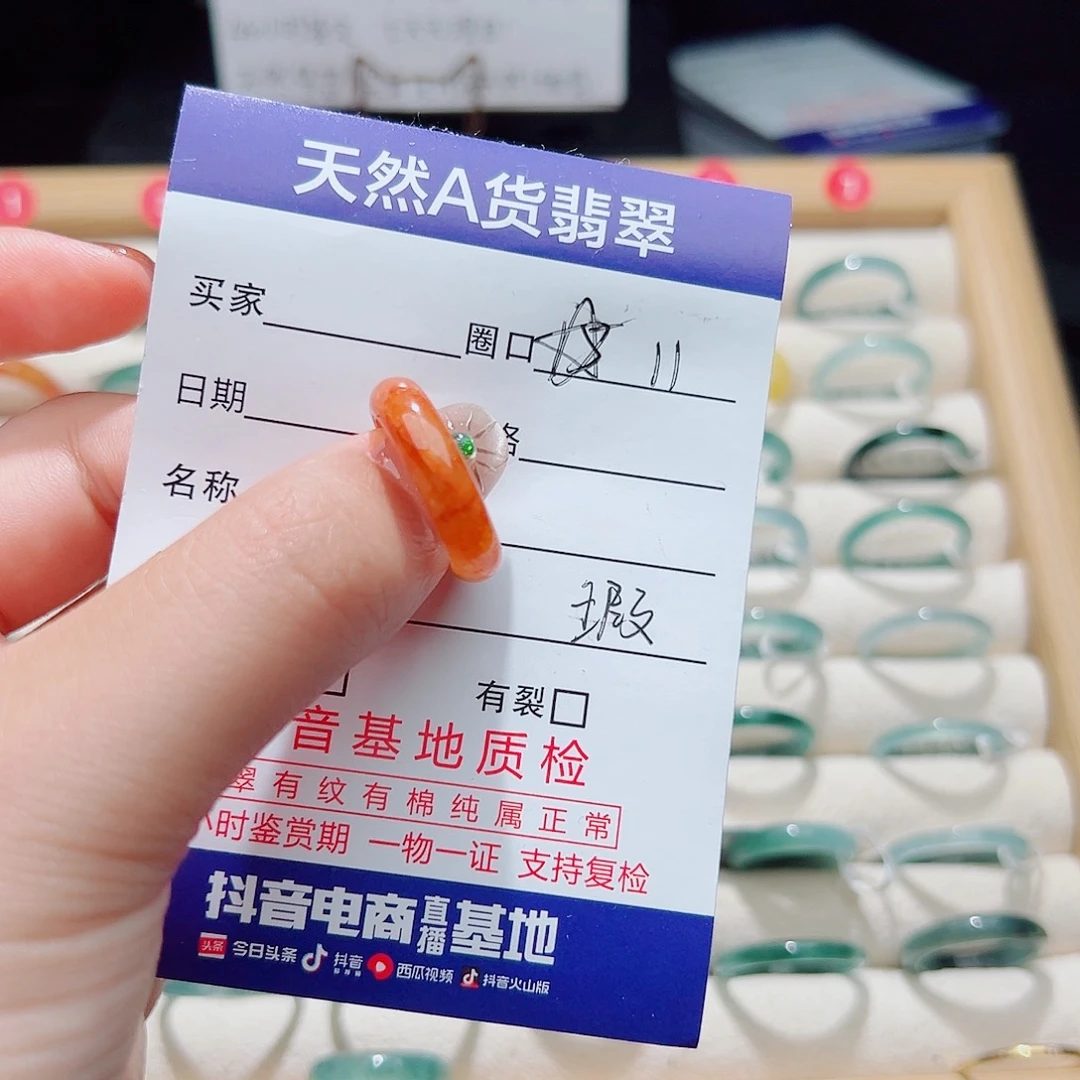 天然A货翡翠
买家 圈口 11
日期 格
名称
瑕
有裂
音基地质检
翠有纹有棉纯属正常
小时鉴赏期 一物一证 支持复检
抖音电商直播基地
头条 今日头条 抖音 西瓜视频 抖音火山版